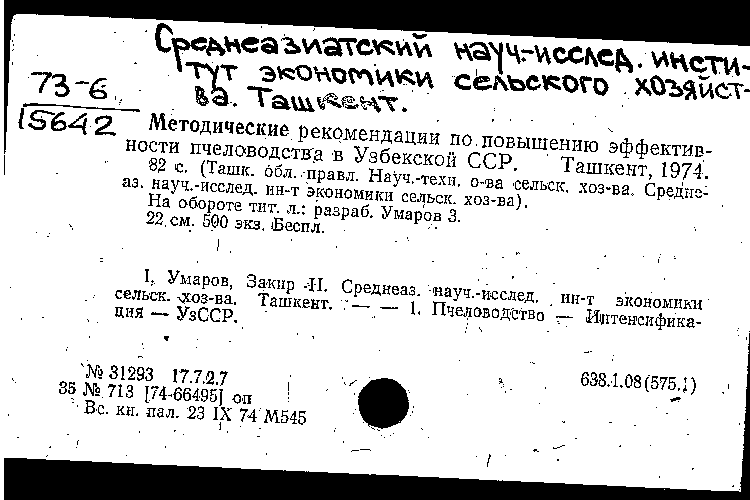 Среднеазиатский науч.-исслед. инсти-
тут экономики сельского хозяйст-
ва. Ташкент.
73-6
15642
Методические рекомендации по повышению эффектив-
ности пчеловодства в Узбекской ССР. Ташкент, 1974.
82 с. (Ташк. обл. правл. Науч.-техн. о-ва сельск. хоз-ва. Средне-
аз. науч.-исслед. ин-т экономики сельск. хоз-ва).
На обороте тит. л.: разраб. Умаров З.
22 см. 500 экз. Беспл.
I. Умаров, Закир . II. Среднеаз. науч.-исслед. ин-т экономики
сельск. хоз-ва. Ташкент. — — 1. Пчеловодство — Интенсифика-
ция — УзССР.
№ 31293 17.7.2.7
638.1.08(575.1)
35 № 713 [74-66495] оп
Вс. кн. пал. 23 IX 74 М545